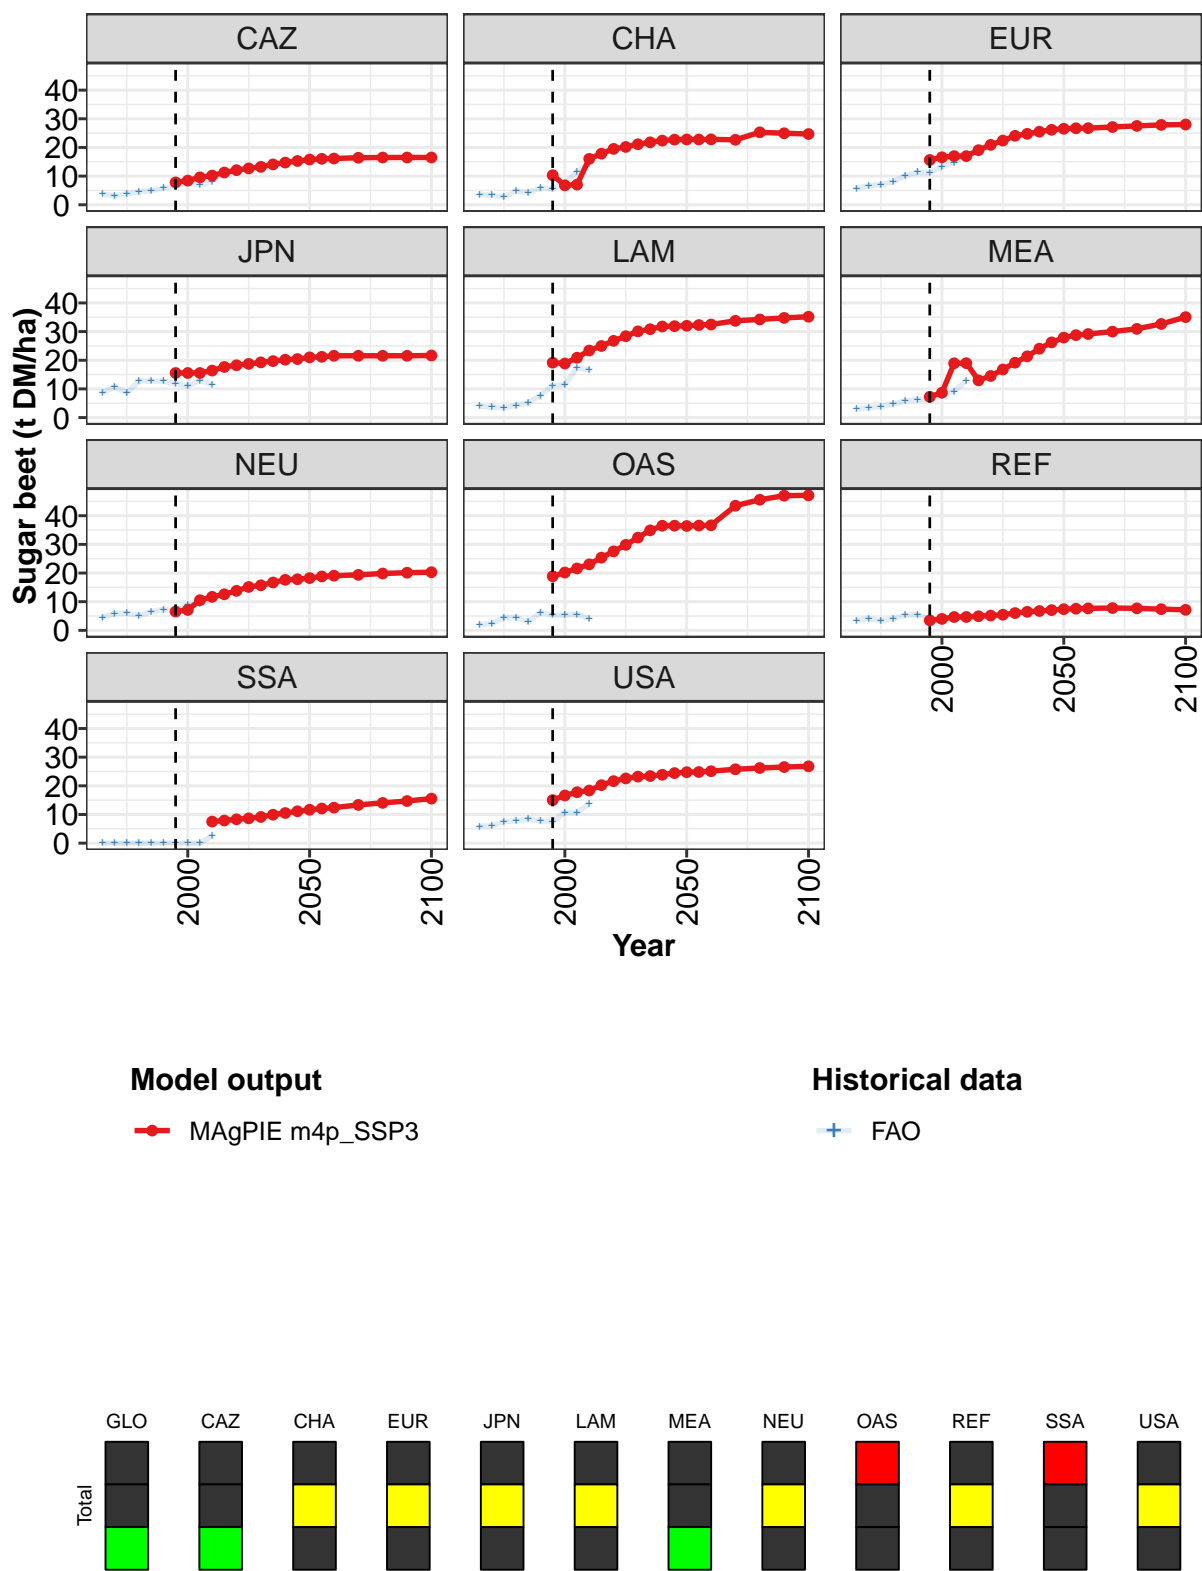 CAZ CHA EUR
40
30
20
10
0
JPN LAM MEA
40
30
20
10
0
Sugar beet (t DM/ha)
NEU OAS REF
40
30
20
10
0
2000 2050 2100
SSA USA
40
30
20
10
0
2000 2050 2100 2000 2050 2100
Year
Model output Historical data
MAgPIE m4p_SSP3 FAO
GLO CAZ CHA EUR JPN LAM MEA NEU OAS REF SSA USA
Total